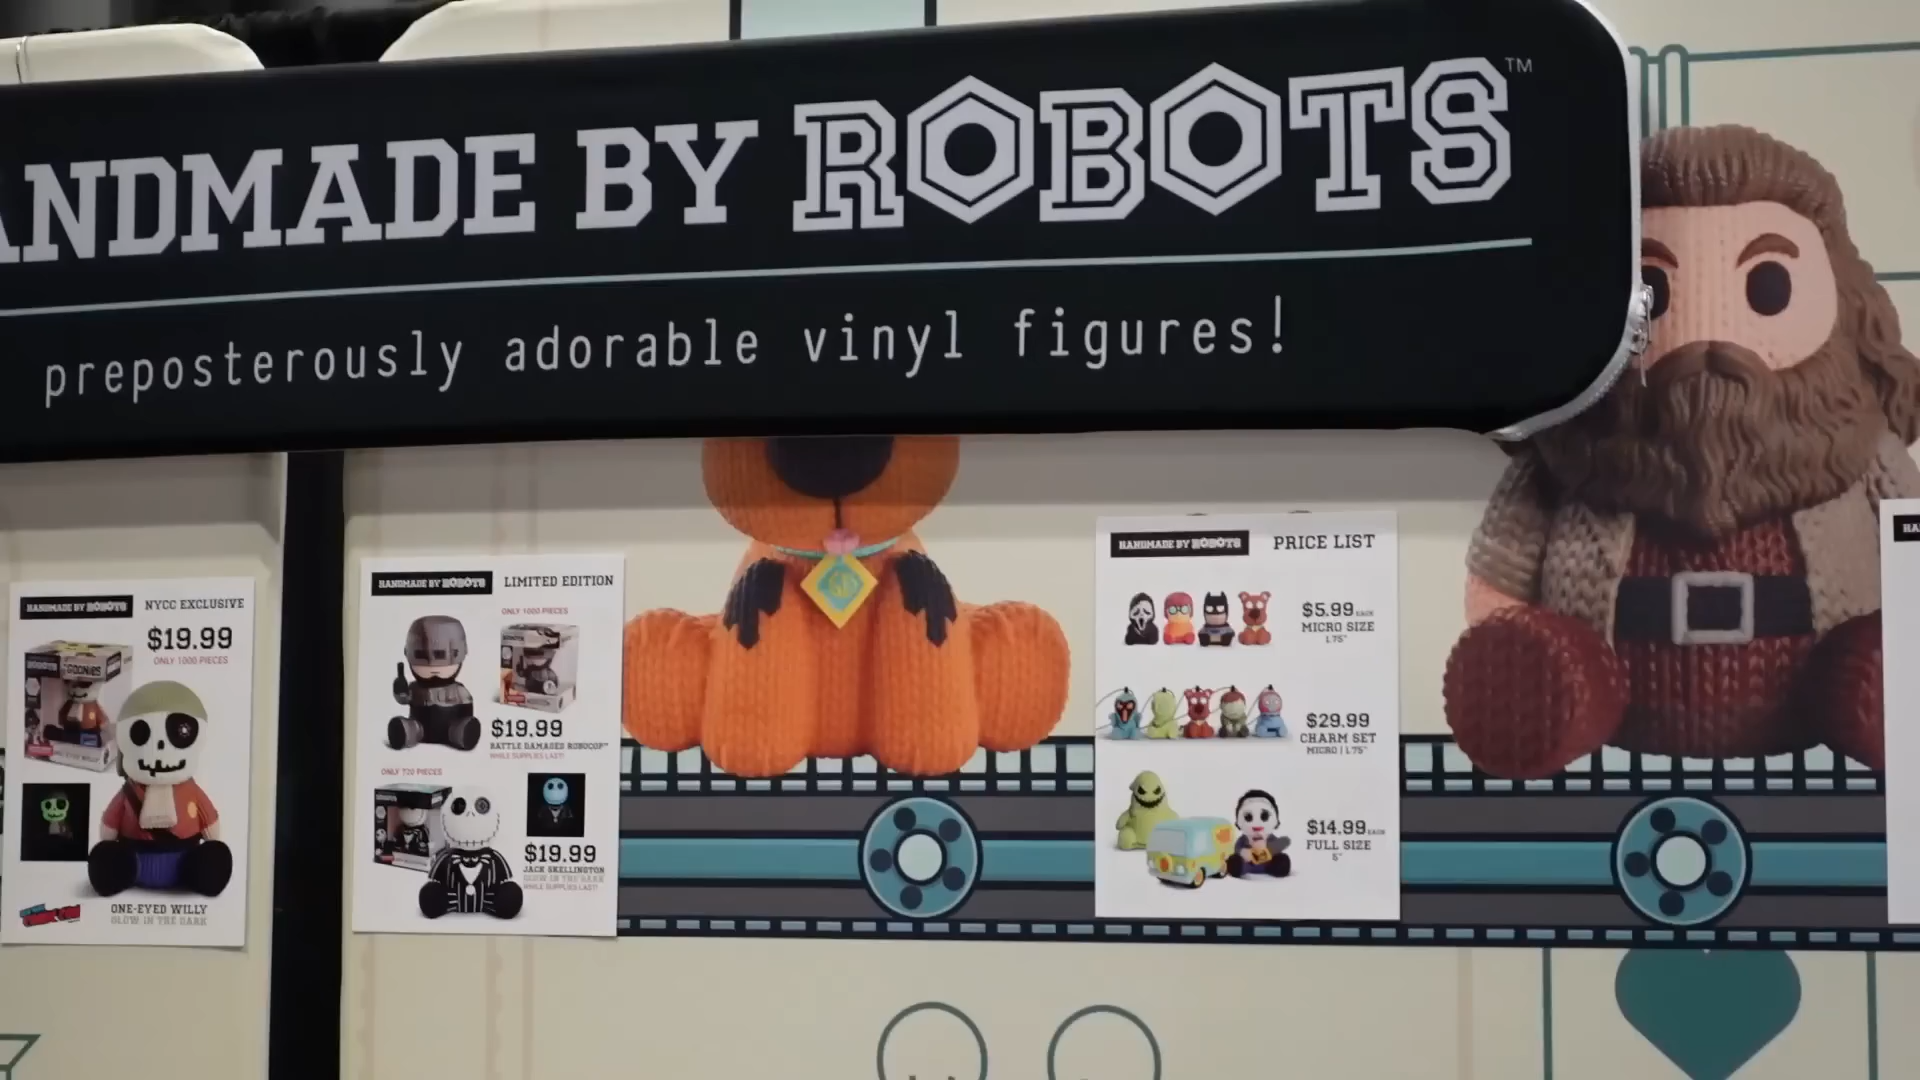 ANDMADE BY ROBOTS™
preposterously adorable vinyl figures!
HANDMADE BY ROBOTS NYCC EXCLUSIVE
$19.99
ONLY 1000 PIECES
ROBOTS
GOONIES
ONE-EYED WILLY
GLOW IN THE DARK
HANDMADE BY ROBOTS LIMITED EDITION
ONLY 1000 PIECES
$19.99
BATTLE DAMAGED ROBOCOP™
WHILE SUPPLIES LAST!
ONLY 720 PIECES
$19.99
JACK SKELLINGTON
GLOW IN THE DARK
WHILE SUPPLIES LAST!
SD
HANDMADE BY ROBOTS PRICE LIST
$5.99 EACH
MICRO SIZE
1.75"
$29.99
CHARM SET
MICRO | 1.75"
$14.99 EACH
FULL SIZE
5"
HA